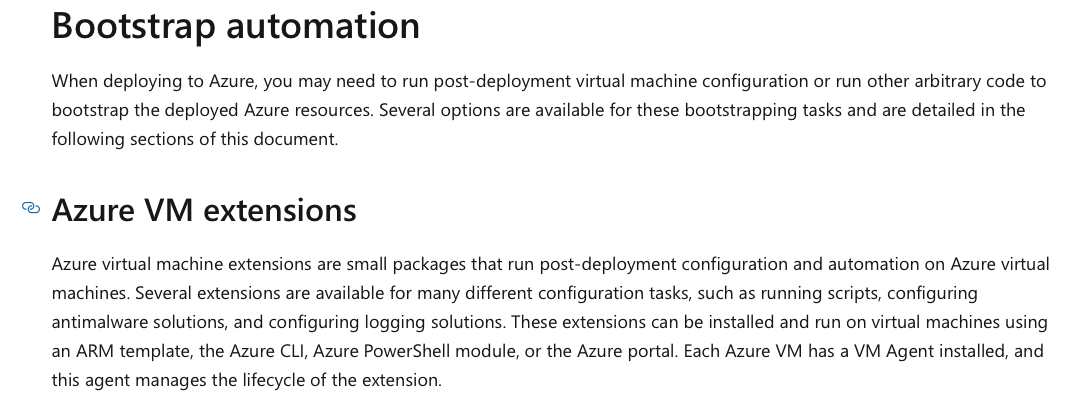 Bootstrap automation
When deploying to Azure, you may need to run post-deployment virtual machine configuration or run other arbitrary code to
bootstrap the deployed Azure resources. Several options are available for these bootstrapping tasks and are detailed in the
following sections of this document.
Azure VM extensions
Azure virtual machine extensions are small packages that run post-deployment configuration and automation on Azure virtual
machines. Several extensions are available for many different configuration tasks, such as running scripts, configuring
antimalware solutions, and configuring logging solutions. These extensions can be installed and run on virtual machines using
an ARM template, the Azure CLI, Azure PowerShell module, or the Azure portal. Each Azure VM has a VM Agent installed, and
this agent manages the lifecycle of the extension.